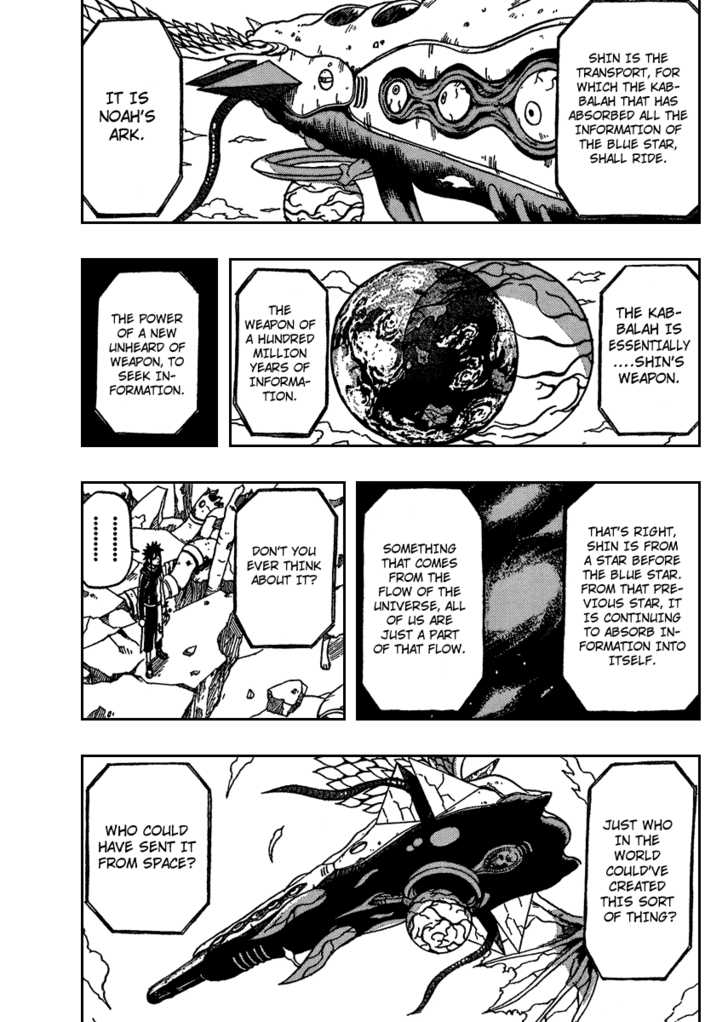 SHIN IS THE
TRANSPORT, FOR
WHICH THE KAB-
BALAH THAT HAS
ABSORBED ALL THE
INFORMATION OF
THE BLUE STAR,
SHALL RIDE.
IT IS
NOAH'S
ARK.
THE KAB-
BALAH IS
ESSENTIALLY
....SHIN'S
WEAPON.
THE
WEAPON OF
A HUNDRED
MILLION
YEARS OF
INFORMA-
TION.
THE POWER
OF A NEW
UNHEARD OF
WEAPON, TO
SEEK IN-
FORMATION.
THAT'S RIGHT,
SHIN IS FROM
A STAR BEFORE
THE BLUE STAR.
FROM THAT PRE-
VIOUS STAR, IT
IS CONTINUING
TO ABSORB IN-
FORMATION INTO
ITSELF.
SOMETHING
THAT COMES
FROM THE
FLOW OF THE
UNIVERSE, ALL
OF US ARE
JUST A PART
OF THAT FLOW.
DON'T YOU
EVER THINK
ABOUT IT?
JUST WHO
IN THE
WORLD
COULD'VE
CREATED
THIS SORT
OF THING?
WHO COULD
HAVE SENT IT
FROM SPACE?